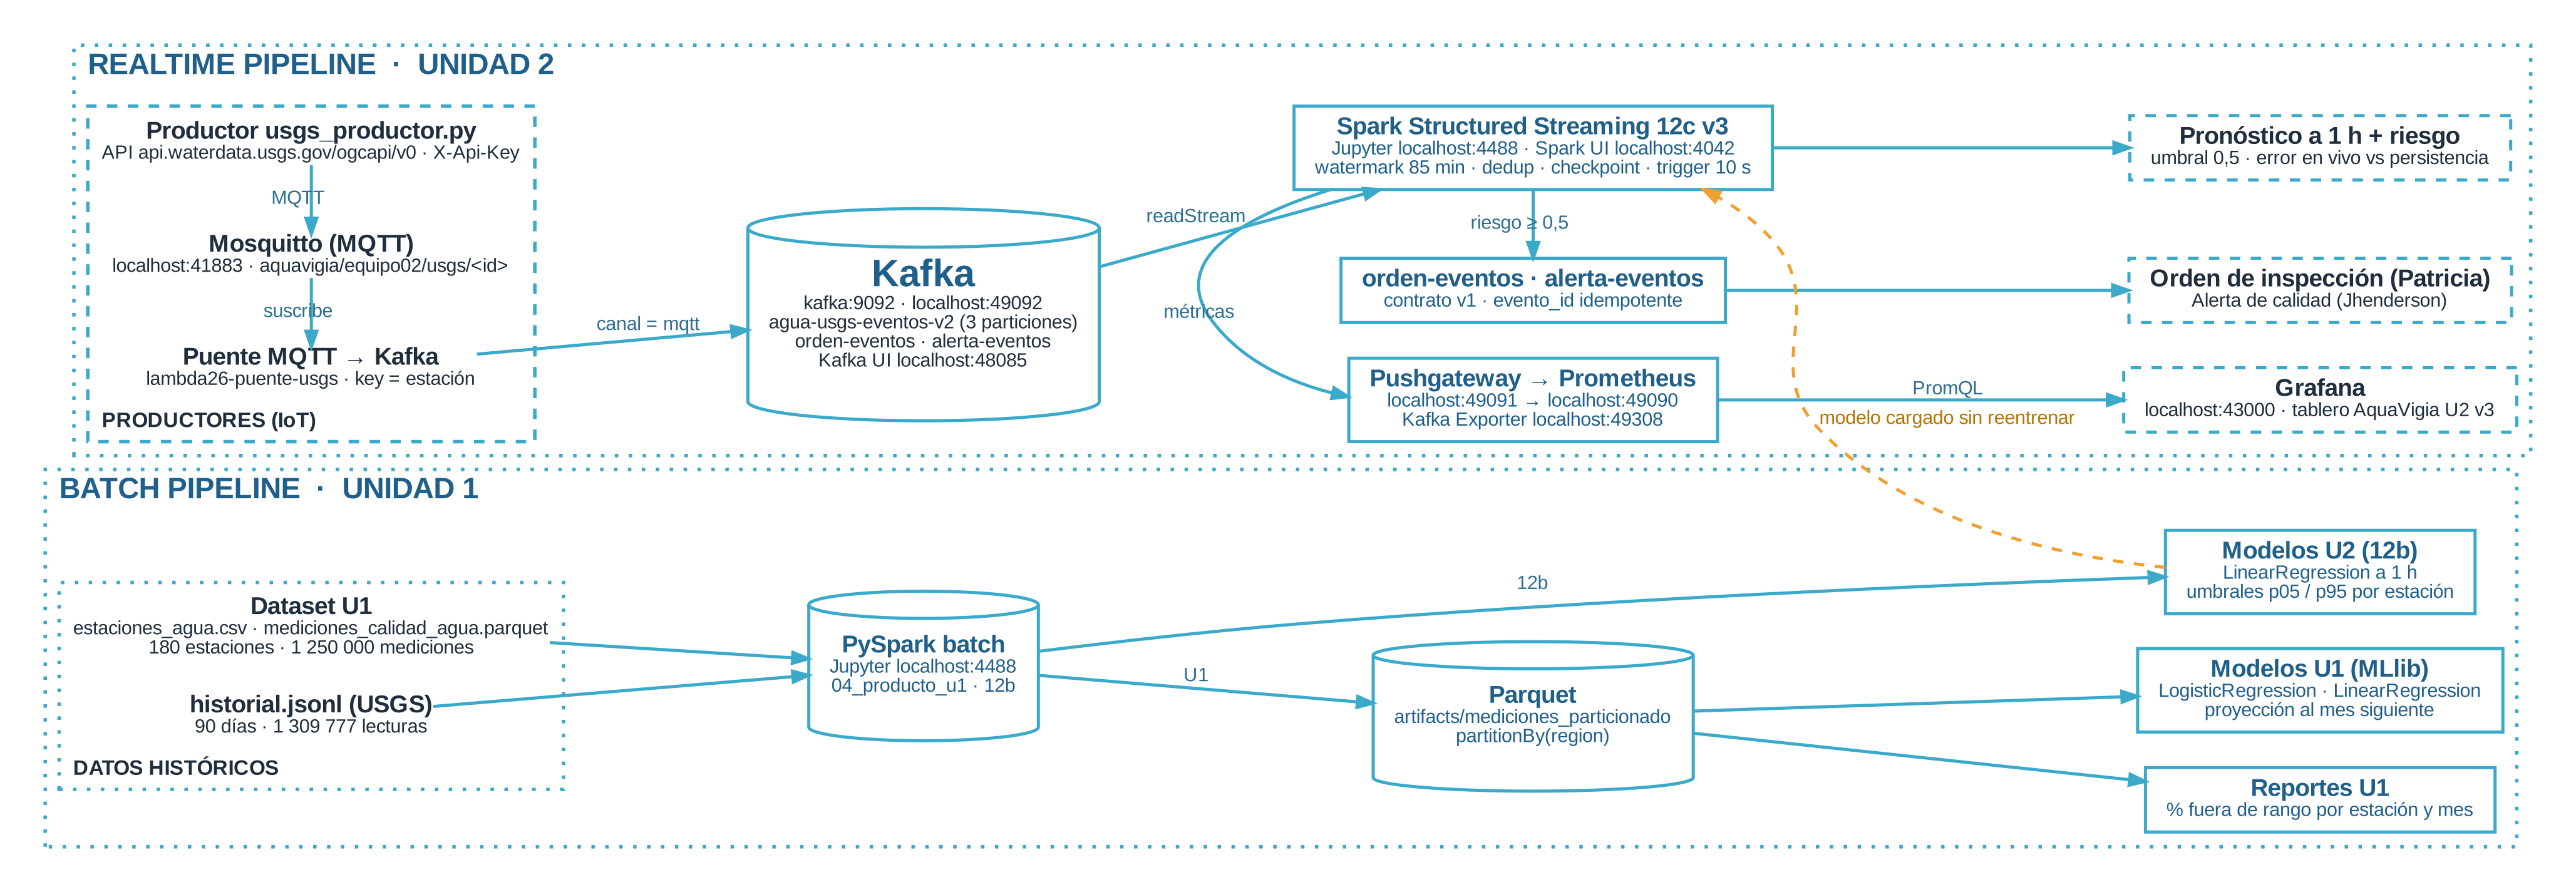 REALTIME PIPELINE · UNIDAD 2
Productor usgs_productor.py
API api.waterdata.usgs.gov/ogcapi/v0 · X-Api-Key
MQTT
Mosquitto (MQTT)
localhost:41883 · aquavigia/equipo02/usgs/<id>
suscribe
Puente MQTT → Kafka
lambda26-puente-usgs · key = estación
PRODUCTORES (IoT)
canal = mqtt
Kafka
kafka:9092 · localhost:49092
agua-usgs-eventos-v2 (3 particiones)
orden-eventos · alerta-eventos
Kafka UI localhost:48085
readStream
métricas
Spark Structured Streaming 12c v3
Jupyter localhost:4488 · Spark UI localhost:4042
watermark 85 min · dedup · checkpoint · trigger 10 s
riesgo ≥ 0,5
orden-eventos · alerta-eventos
contrato v1 · evento_id idempotente
Pushgateway → Prometheus
localhost:49091 → localhost:49090
Kafka Exporter localhost:49308
PromQL
modelo cargado sin reentrenar
Pronóstico a 1 h + riesgo
umbral 0,5 · error en vivo vs persistencia
Orden de inspección (Patricia)
Alerta de calidad (Jhenderson)
Grafana
localhost:43000 · tablero AquaVigia U2 v3
BATCH PIPELINE · UNIDAD 1
Dataset U1
estaciones_agua.csv · mediciones_calidad_agua.parquet
180 estaciones · 1 250 000 mediciones
historial.jsonl (USGS)
90 días · 1 309 777 lecturas
DATOS HISTÓRICOS
PySpark batch
Jupyter localhost:4488
04_producto_u1 · 12b
12b
U1
Parquet
artifacts/mediciones_particionado
partitionBy(region)
Modelos U2 (12b)
LinearRegression a 1 h
umbrales p05 / p95 por estación
Modelos U1 (MLlib)
LogisticRegression · LinearRegression
proyección al mes siguiente
Reportes U1
% fuera de rango por estación y mes